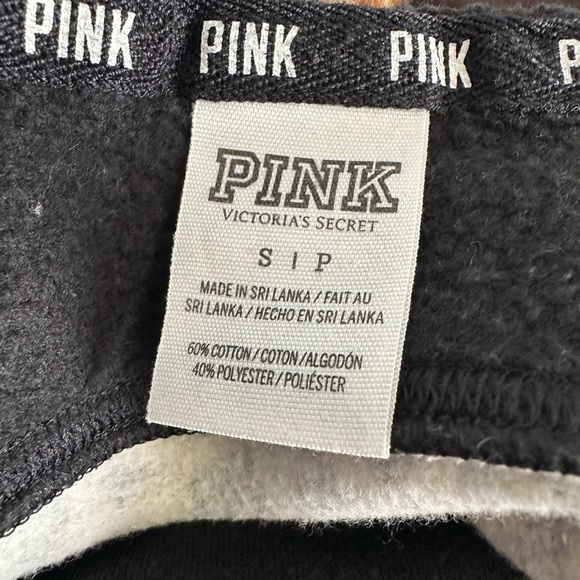 PINK PINK PINK P
PINK
VICTORIA'S SECRET
S | P
MADE IN SRI LANKA / FAIT AU
SRI LANKA / HECHO EN SRI LANKA
60% COTTON / COTON / ALGODÓN
40% POLYESTER / POLIÉSTER